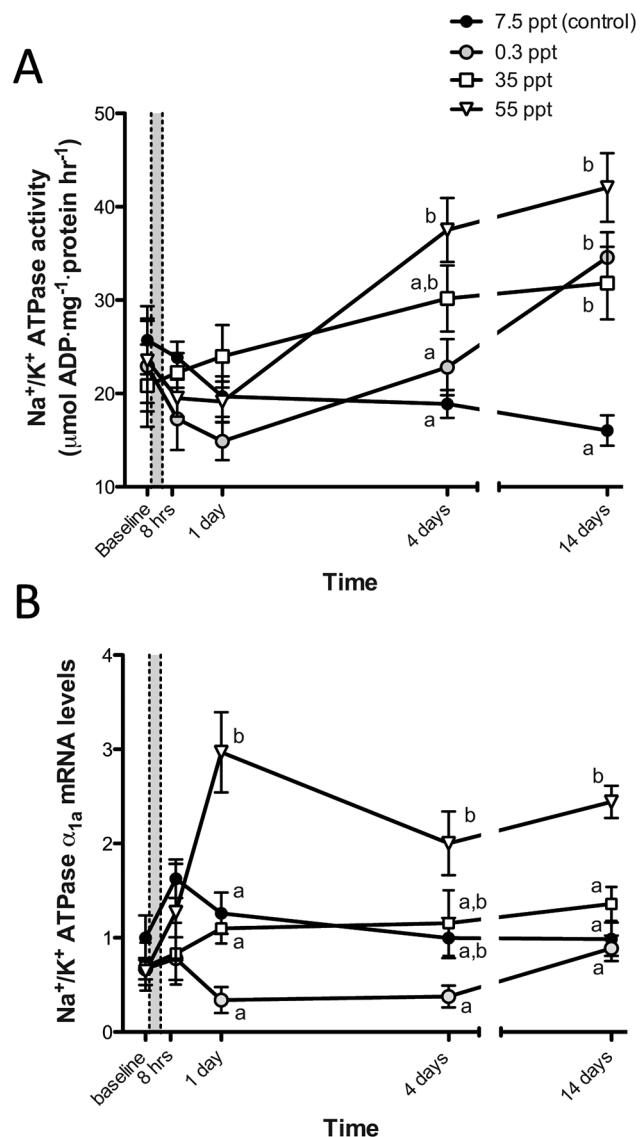 7.5 ppt (control)
0.3 ppt
35 ppt
55 ppt
A
Na⁺/K⁺ ATPase activity
(μmol ADP·mg⁻¹·protein hr⁻¹)
50
40
30
20
10
b
b
b
a,b
b
a
a
a
Baseline
8 hrs
1 day
4 days
14 days
Time
B
Na⁺/K⁺ ATPase α₁ₐ mRNA levels
4
3
2
1
0
b
b
b
a
a,b
a
a
a,b
a
a
a
a
baseline
8 hrs
1 day
4 days
14 days
Time